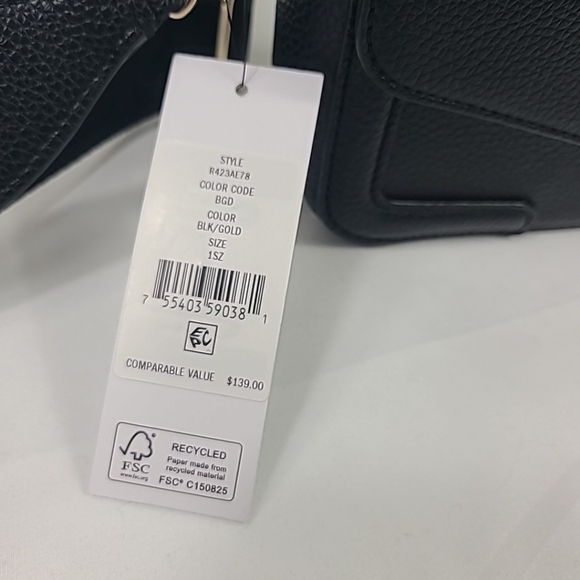 STYLE
R423AE78
COLOR CODE
BGD
COLOR
BLK/GOLD
SIZE
1SZ
7 55403 59038 1
EPC
COMPARABLE VALUE $139.00
FSC
www.fsc.org
RECYCLED
Paper made from
recycled material
FSC® C150825